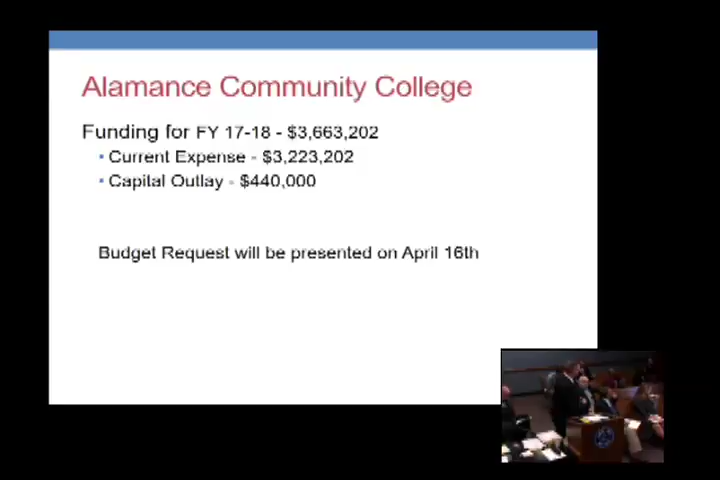 Alamance Community College
Funding for FY 17-18 - $3,663,202
• Current Expense - $3,223,202
• Capital Outlay - $440,000
Budget Request will be presented on April 16th